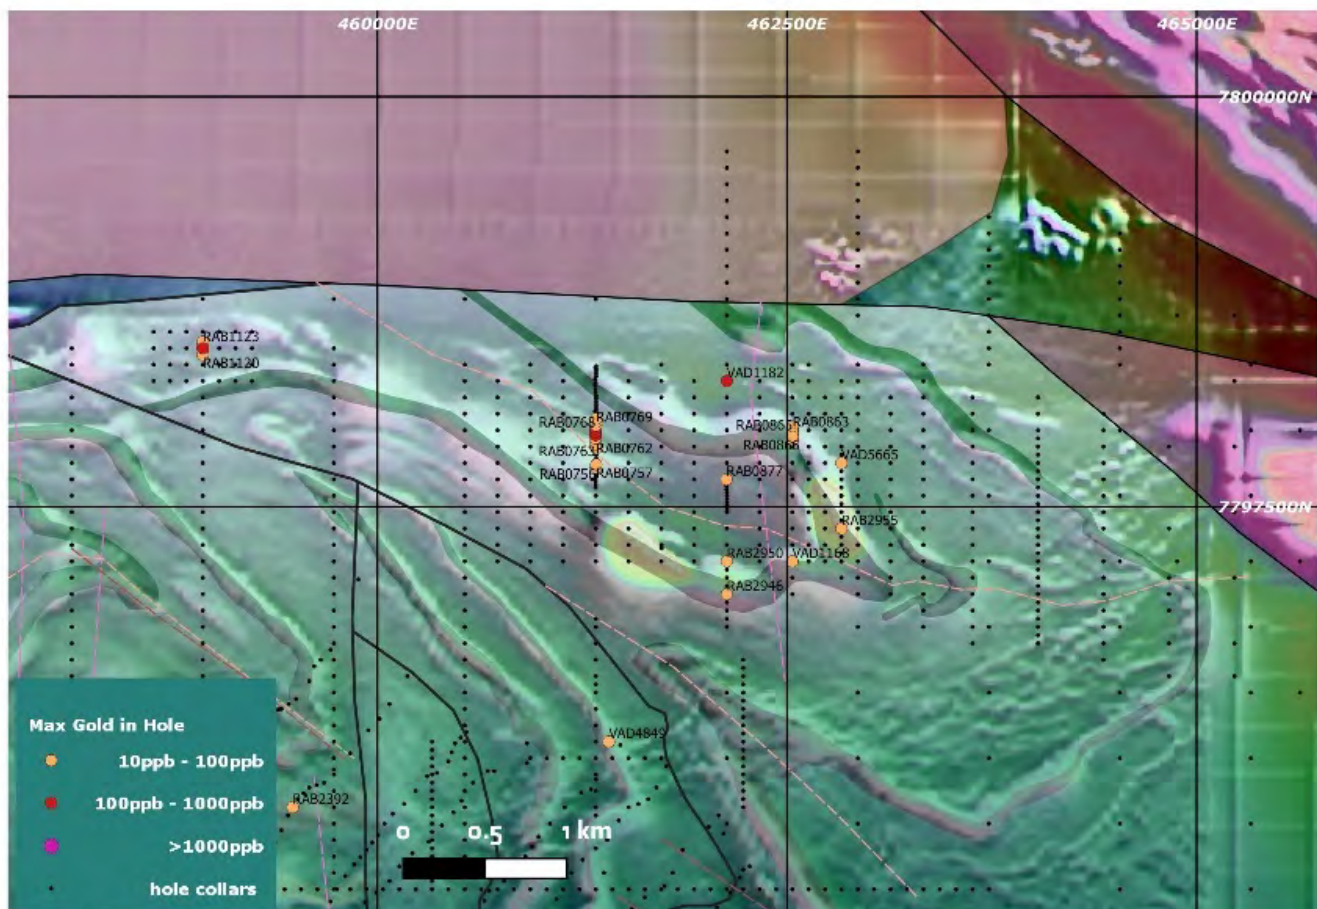 460000E 462500E 465000E
7800000N
RAB1123
RAB1120
VAD1182
RAB0769
RAB0768
RAB0863
RAB0866
RAB0762
RAB0763
VAD5665
RAB0756 RAB0757
RAB0877
7797500N
RAB2955
RAB2950
VAD1168
RAB2946
VAD4849
RAB2392
Max Gold in Hole
10ppb - 100ppb
100ppb - 1000ppb
>1000ppb
hole collars
0 0.5 1 km